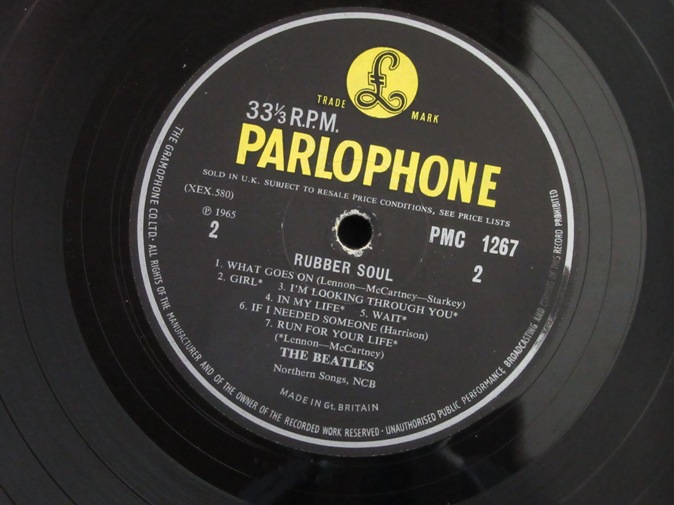 £
TRADE MARK
33⅓ R.P.M.
PARLOPHONE
SOLD IN U.K. SUBJECT TO RESALE PRICE CONDITIONS, SEE PRICE LISTS
(XEX.580)
℗ 1965
2
PMC 1267
2
RUBBER SOUL
1. WHAT GOES ON (Lennon—McCartney—Starkey)
2. GIRL* 3. I'M LOOKING THROUGH YOU*
4. IN MY LIFE* 5. WAIT*
6. IF I NEEDED SOMEONE (Harrison)
7. RUN FOR YOUR LIFE*
(*Lennon—McCartney)
THE BEATLES
Northern Songs, NCB
MADE IN Gt. BRITAIN
THE GRAMOPHONE CO. LTD. · ALL RIGHTS OF THE MANUFACTURER AND OF THE OWNER OF THE RECORDED WORK RESERVED · UNAUTHORISED PUBLIC PERFORMANCE, BROADCASTING AND COPYING OF THIS RECORD PROHIBITED